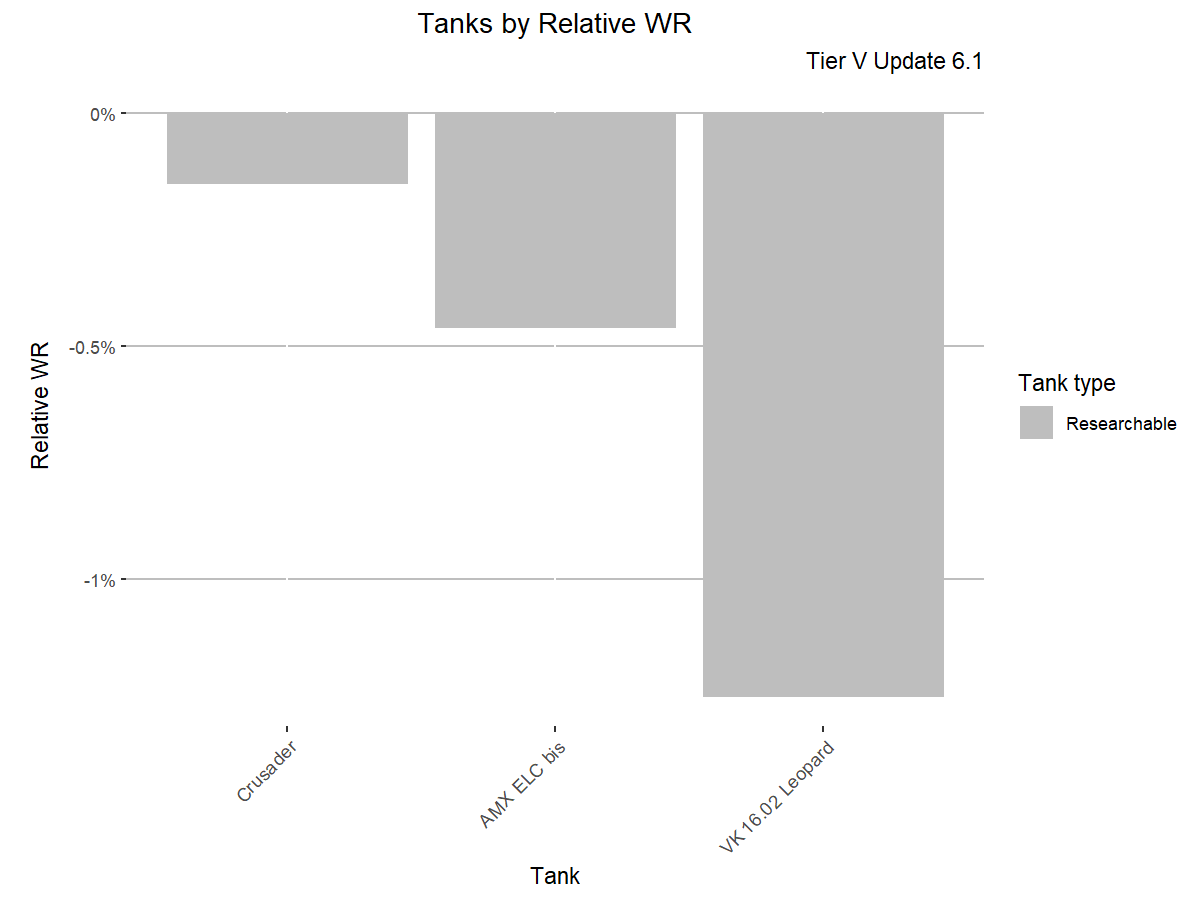 Tanks by Relative WR
Tier V Update 6.1
0%
-0.5%
-1%
Relative WR
Crusader
AMX ELC bis
VK 16.02 Leopard
Tank
Tank type
Researchable